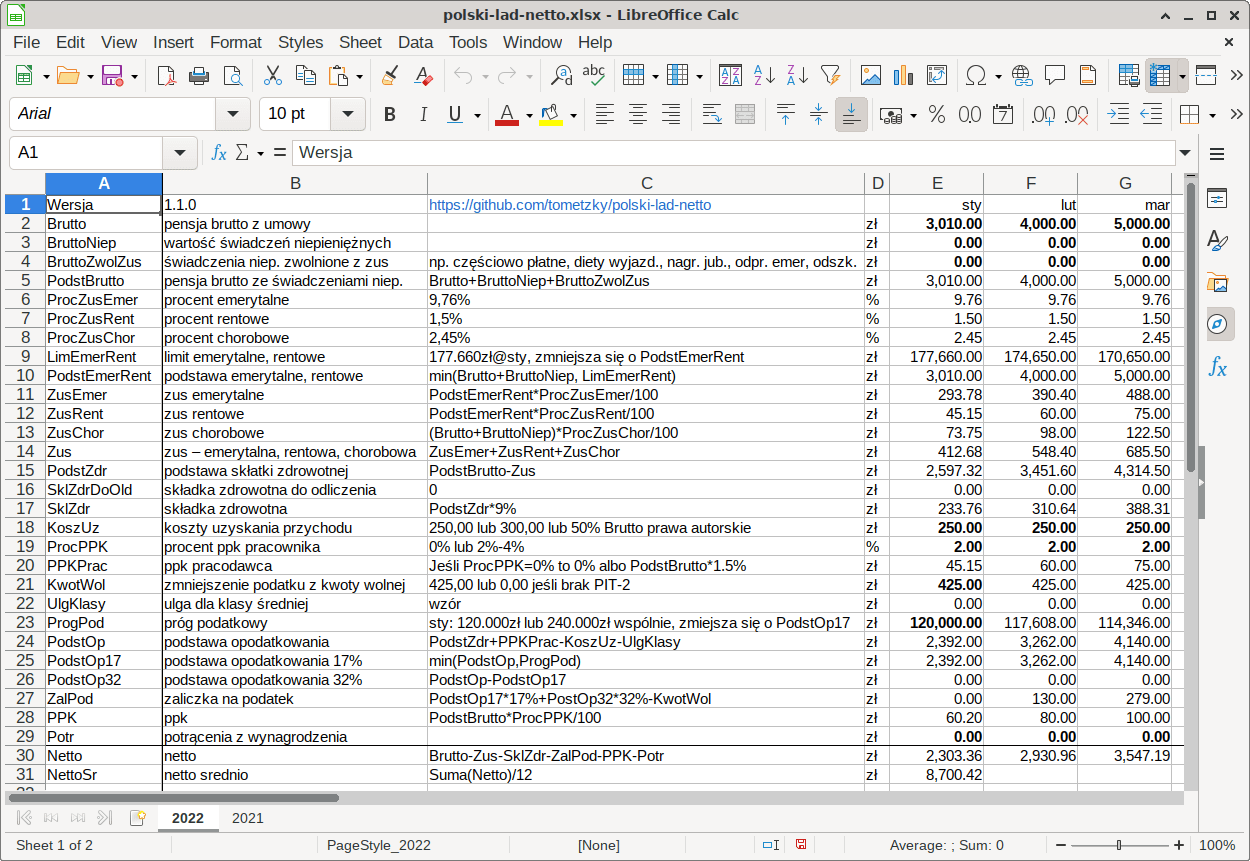 polski-lad-netto.xlsx - LibreOffice Calc
File Edit View Insert Format Styles Sheet Data Tools Window Help
Arial 10 pt
A1 Wersja
A B C D E F G
1 Wersja 1.1.0 https://github.com/tometzky/polski-lad-netto sty lut mar
2 Brutto pensja brutto z umowy zł 3,010.00 4,000.00 5,000.00
3 BruttoNiep wartość świadczeń niepieniężnych zł 0.00 0.00 0.00
4 BruttoZwolZus świadczenia niep. zwolnione z zus np. częściowo płatne, diety wyjazd., nagr. jub., odpr. emer, odszk. zł 0.00 0.00 0.00
5 PodstBrutto pensja brutto ze świadczeniami niep. Brutto+BruttoNiep+BruttoZwolZus zł 3,010.00 4,000.00 5,000.00
6 ProcZusEmer procent emerytalne 9,76% % 9.76 9.76 9.76
7 ProcZusRent procent rentowe 1,5% % 1.50 1.50 1.50
8 ProcZusChor procent chorobowe 2,45% % 2.45 2.45 2.45
9 LimEmerRent limit emerytalne, rentowe 177.660zł@sty, zmniejsza się o PodstEmerRent zł 177,660.00 174,650.00 170,650.00
10 PodstEmerRent podstawa emerytalne, rentowe min(Brutto+BruttoNiep, LimEmerRent) zł 3,010.00 4,000.00 5,000.00
11 ZusEmer zus emerytalne PodstEmerRent*ProcZusEmer/100 zł 293.78 390.40 488.00
12 ZusRent zus rentowe PodstEmerRent*ProcZusRent/100 zł 45.15 60.00 75.00
13 ZusChor zus chorobowe (Brutto+BruttoNiep)*ProcZusChor/100 zł 73.75 98.00 122.50
14 Zus zus – emerytalna, rentowa, chorobowa ZusEmer+ZusRent+ZusChor zł 412.68 548.40 685.50
15 PodstZdr podstawa skłatki zdrowotnej PodstBrutto-Zus zł 2,597.32 3,451.60 4,314.50
16 SklZdrDoOld składka zdrowotna do odliczenia 0 zł 0.00 0.00 0.00
17 SklZdr składka zdrowotna PodstZdr*9% zł 233.76 310.64 388.31
18 KoszUz koszty uzyskania przychodu 250,00 lub 300,00 lub 50% Brutto prawa autorskie zł 250.00 250.00 250.00
19 ProcPPK procent ppk pracownika 0% lub 2%-4% % 2.00 2.00 2.00
20 PPKPrac ppk pracodawca Jeśli ProcPPK=0% to 0% albo PodstBrutto*1.5% zł 45.15 60.00 75.00
21 KwotWol zmniejszenie podatku z kwoty wolnej 425,00 lub 0,00 jeśli brak PIT-2 zł 425.00 425.00 425.00
22 UlgKlasy ulga dla klasy średniej wzór zł 0.00 0.00 0.00
23 ProgPod próg podatkowy sty: 120.000zł lub 240.000zł wspólnie, zmiejsza się o PodstOp17 zł 120,000.00 117,608.00 114,346.00
24 PodstOp podstawa opodatkowania PodstZdr+PPKPrac-KoszUz-UlgKlasy zł 2,392.00 3,262.00 4,140.00
25 PodstOp17 podstawa opodatkowania 17% min(PodstOp,ProgPod) zł 2,392.00 3,262.00 4,140.00
26 PodstOp32 podstawa opodatkowania 32% PodstOp-PodstOp17 zł 0.00 0.00 0.00
27 ZalPod zaliczka na podatek PodstOp17*17%+PostOp32*32%-KwotWol zł 0.00 130.00 279.00
28 PPK ppk PodstBrutto*ProcPPK/100 zł 60.20 80.00 100.00
29 Potr potrącenia z wynagrodzenia zł 0.00 0.00 0.00
30 Netto netto Brutto-Zus-SklZdr-ZalPod-PPK-Potr zł 2,303.36 2,930.96 3,547.19
31 NettoSr netto srednio Suma(Netto)/12 zł 8,700.42
2022 2021
Sheet 1 of 2 PageStyle_2022 [None] Average: ; Sum: 0 100%